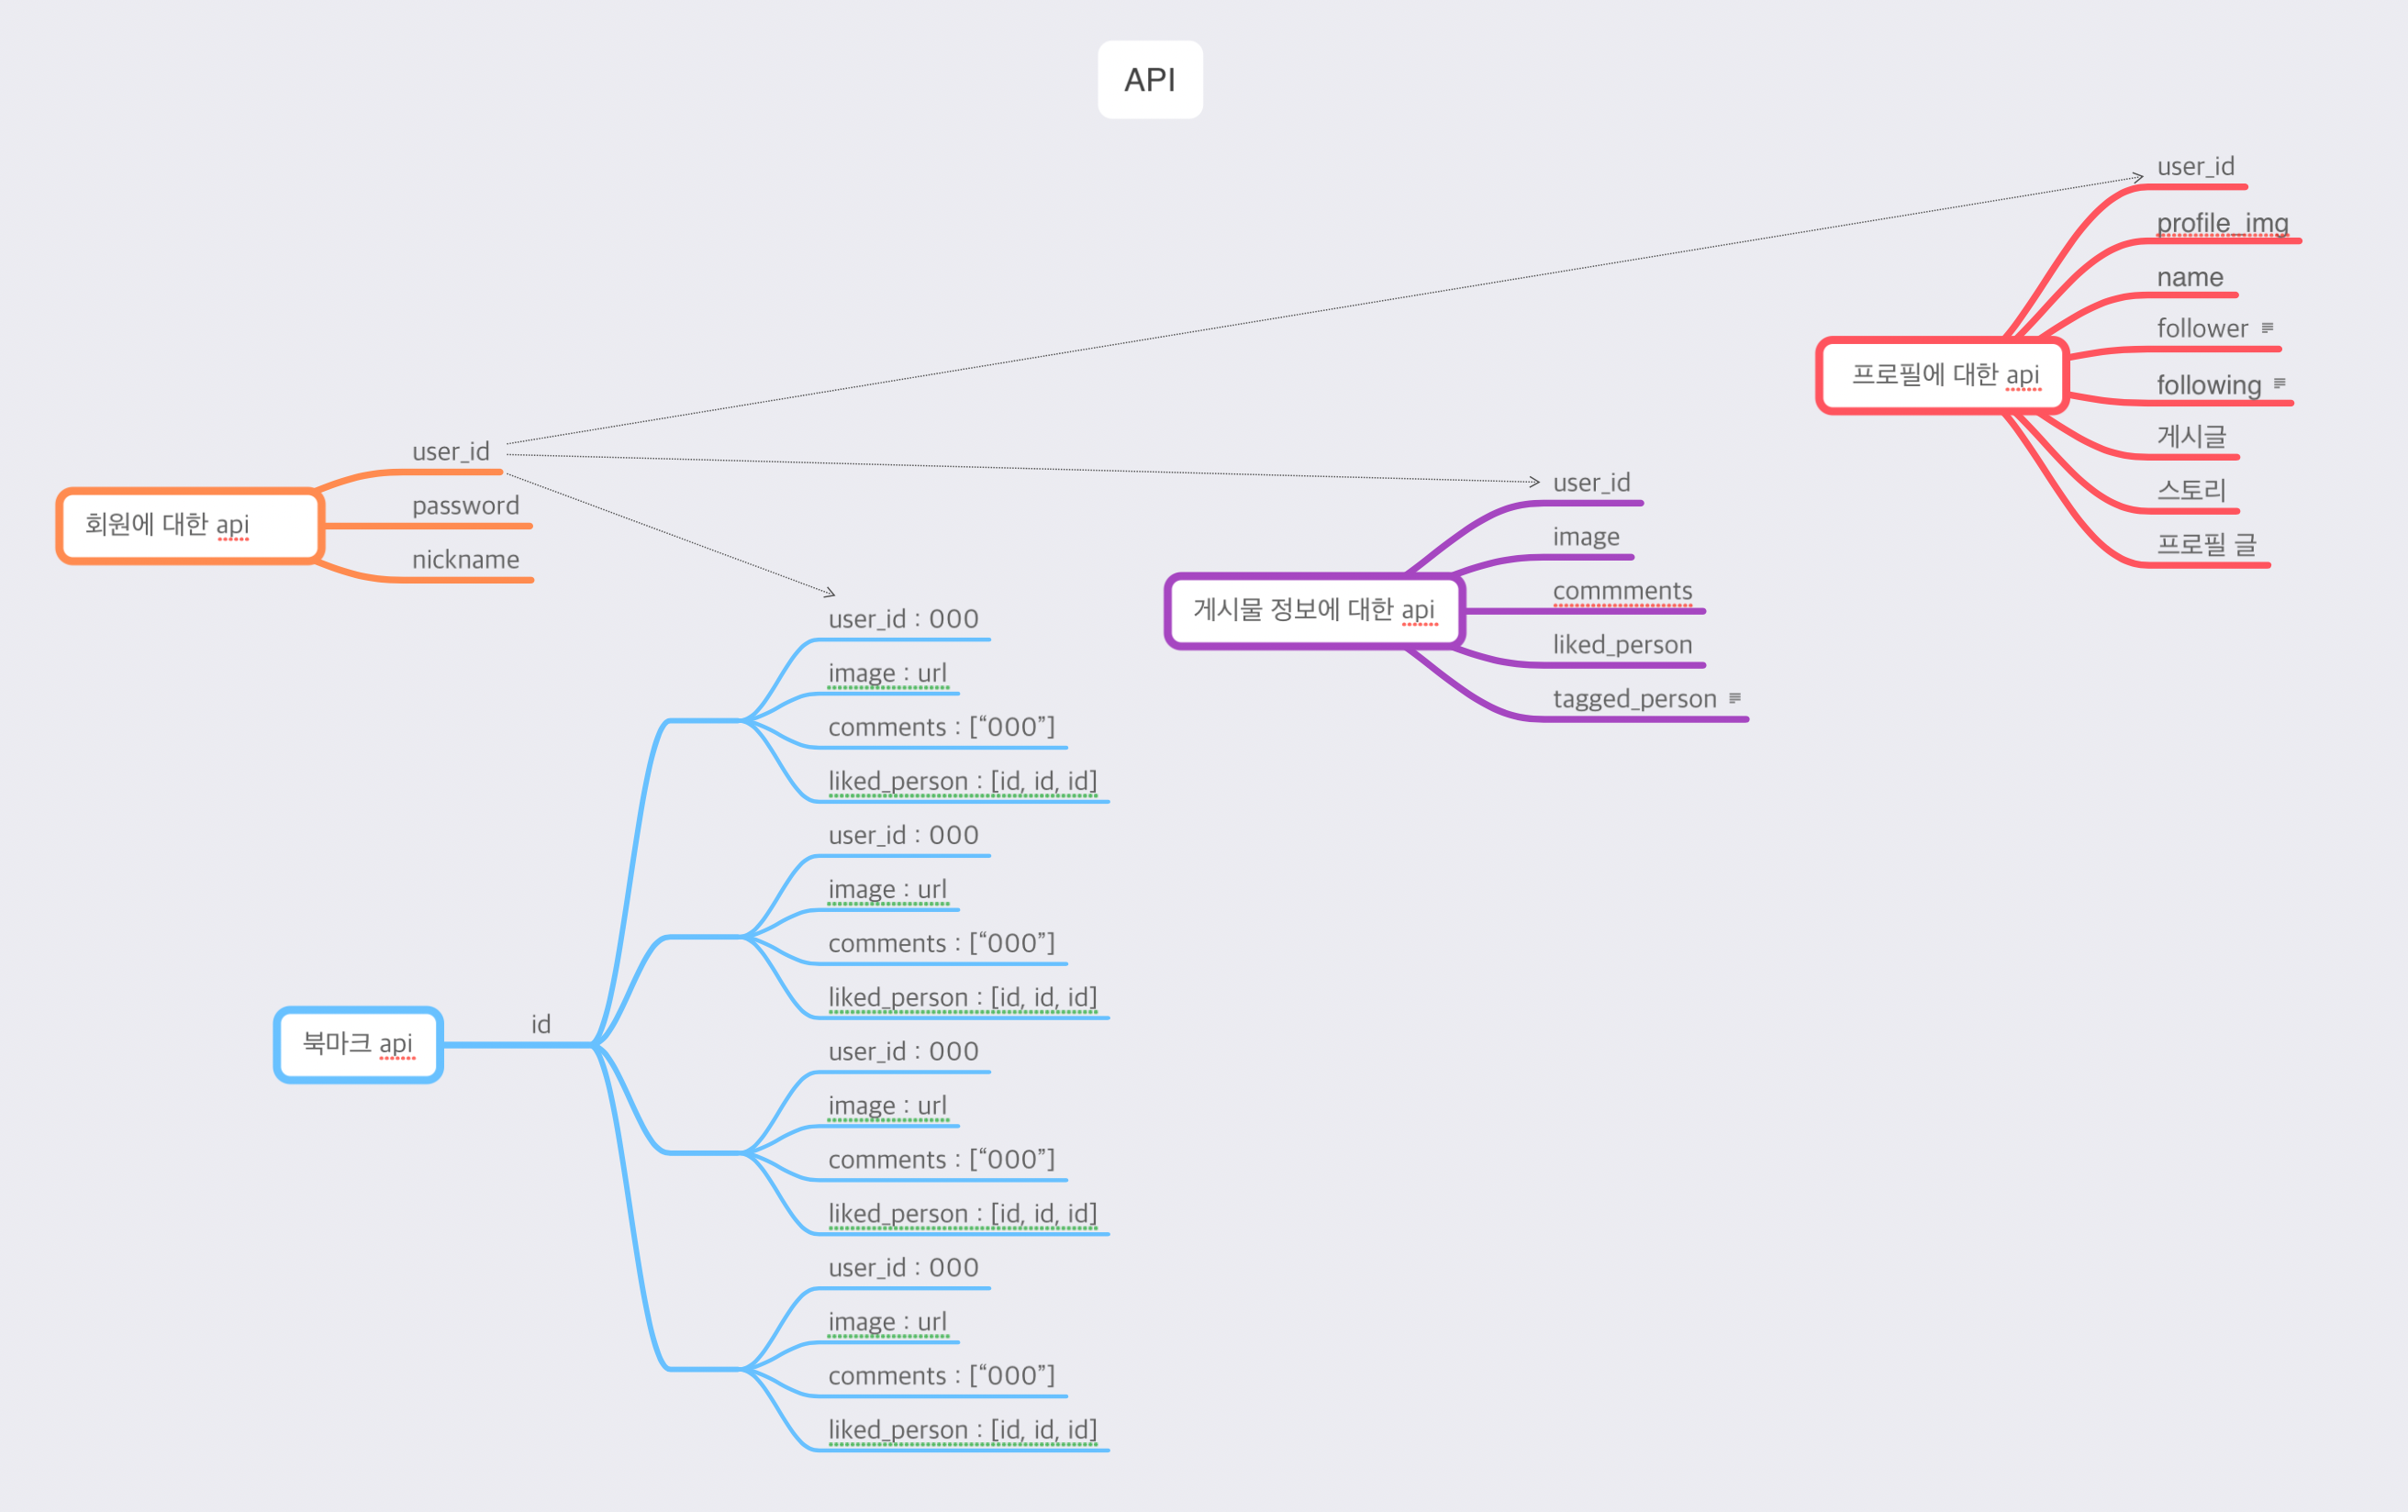 API
회원에 대한 api
user_id
password
nickname
북마크 api
id
user_id : 000
image : url
comments : [“000”]
liked_person : [id, id, id]
user_id : 000
image : url
comments : [“000”]
liked_person : [id, id, id]
user_id : 000
image : url
comments : [“000”]
liked_person : [id, id, id]
user_id : 000
image : url
comments : [“000”]
liked_person : [id, id, id]
게시물 정보에 대한 api
user_id
image
commments
liked_person
tagged_person
프로필에 대한 api
user_id
profile_img
name
follower
following
게시글
스토리
프로필 글